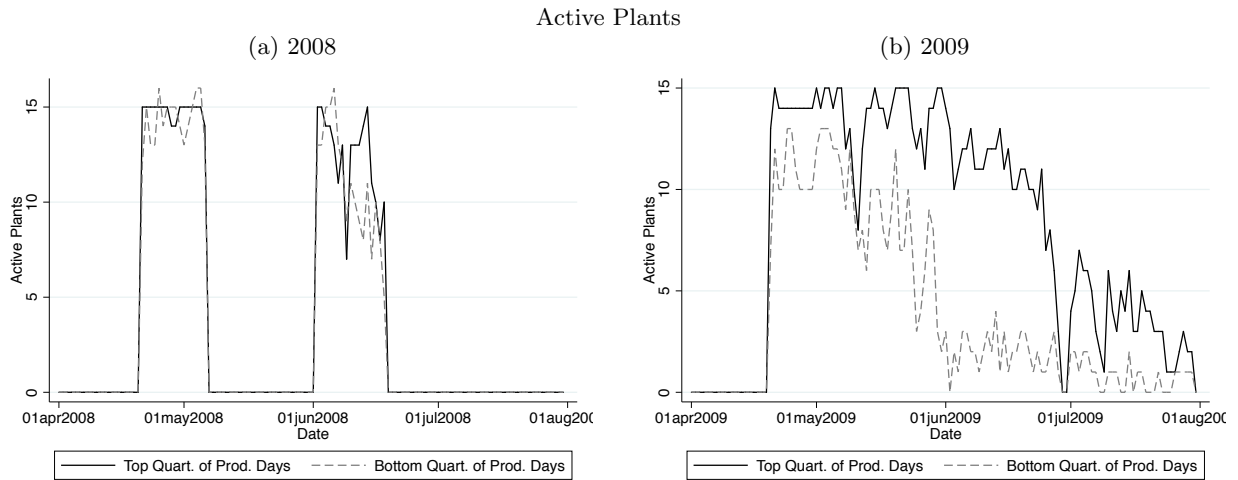 Active Plants
(a) 2008
Active Plants
15
10
5
0
01apr2008 01may2008 01jun2008 01jul2008 01aug20
Date
Top Quart. of Prod. Days Bottom Quart. of Prod. Days
(b) 2009
Active Plants
15
10
5
0
01apr2009 01may2009 01jun2009 01jul2009 01aug200
Date
Top Quart. of Prod. Days Bottom Quart. of Prod. Days